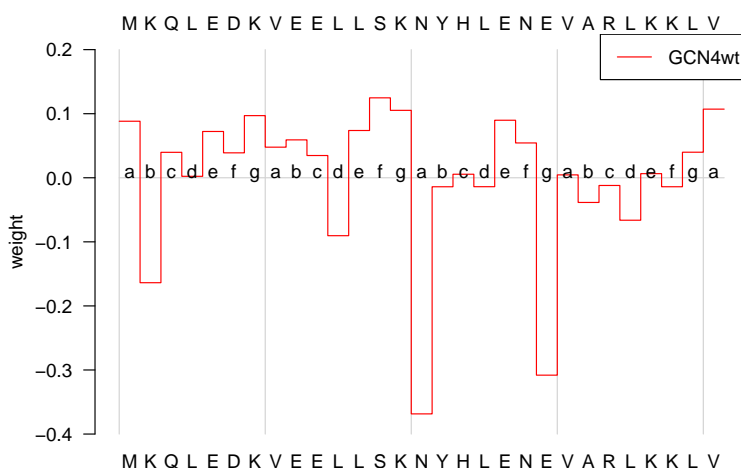 M K Q L E D K V E E L L S K N Y H L E N E V A R L K K L V
GCN4wt
0.2
0.1
0.0
−0.1
−0.2
−0.3
−0.4
weight
a b c d e f g a b c d e f g a b c d e f g a b c d e f g a
M K Q L E D K V E E L L S K N Y H L E N E V A R L K K L V